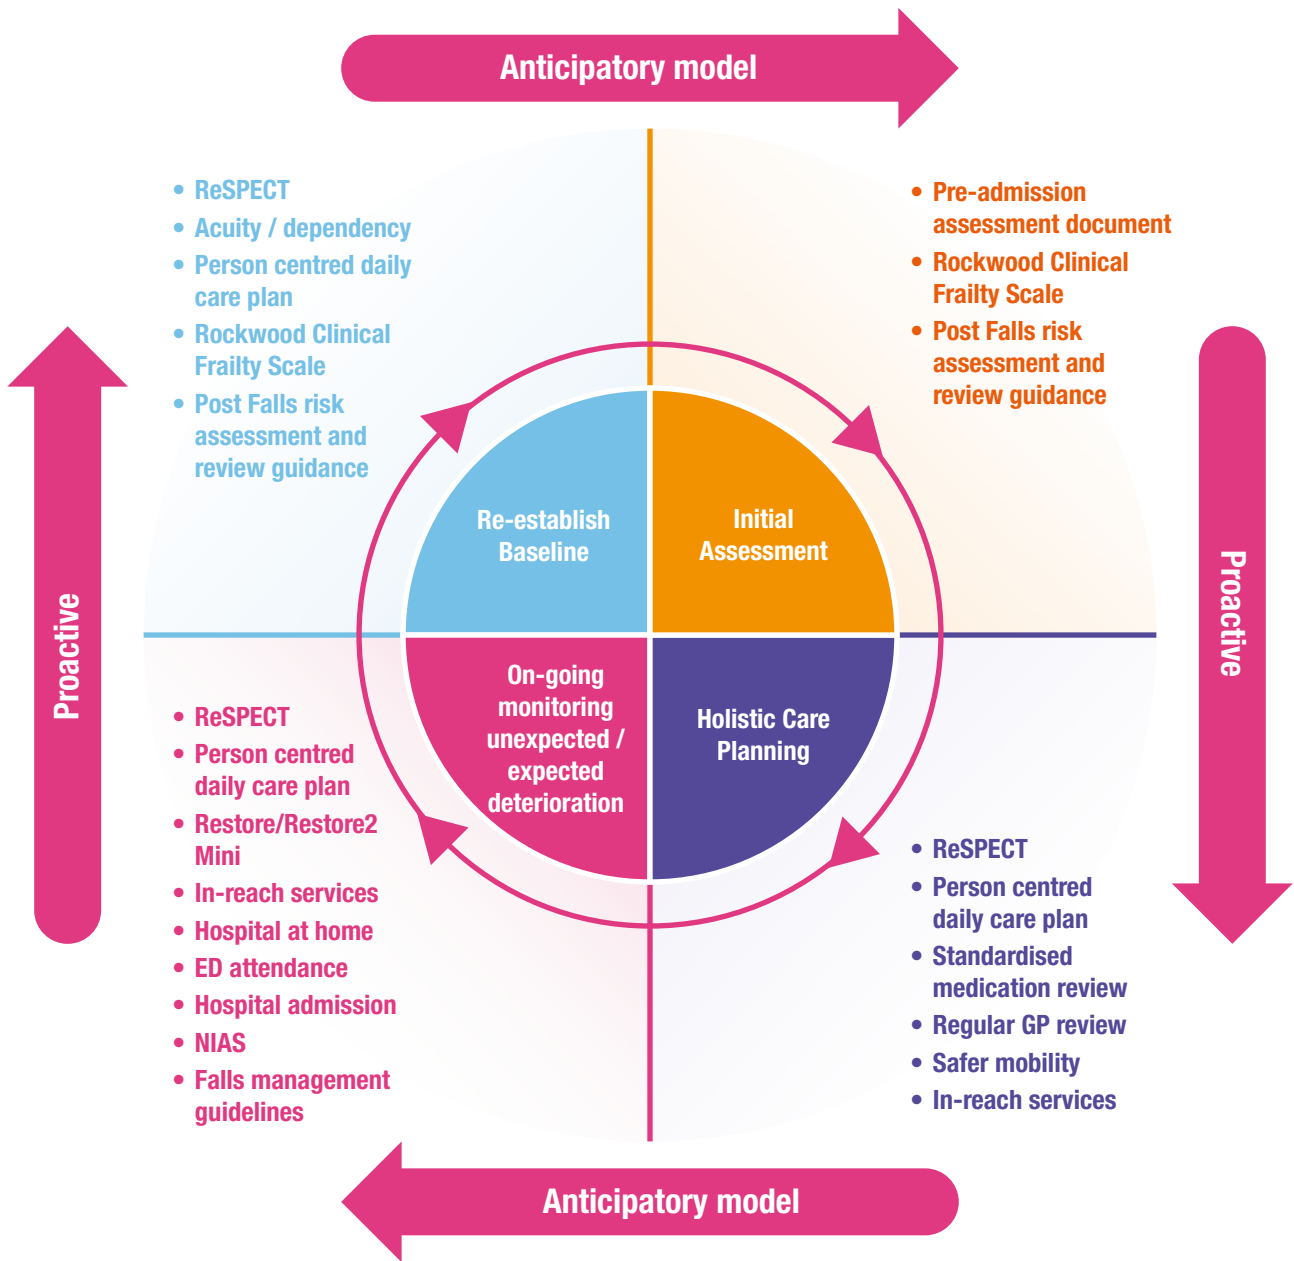 Anticipatory model
• ReSPECT
• Acuity / dependency
• Person centred daily
care plan
• Rockwood Clinical
Frailty Scale
• Post Falls risk
assessment and
review guidance
• Pre-admission
assessment document
• Rockwood Clinical
Frailty Scale
• Post Falls risk
assessment and
review guidance
Proactive
Re-establish
Baseline
Initial
Assessment
Proactive
On-going
monitoring
unexpected /
expected
deterioration
Holistic Care
Planning
• ReSPECT
• Person centred
daily care plan
• Restore/Restore2
Mini
• In-reach services
• Hospital at home
• ED attendance
• Hospital admission
• NIAS
• Falls management
guidelines
• ReSPECT
• Person centred
daily care plan
• Standardised
medication review
• Regular GP review
• Safer mobility
• In-reach services
Anticipatory model